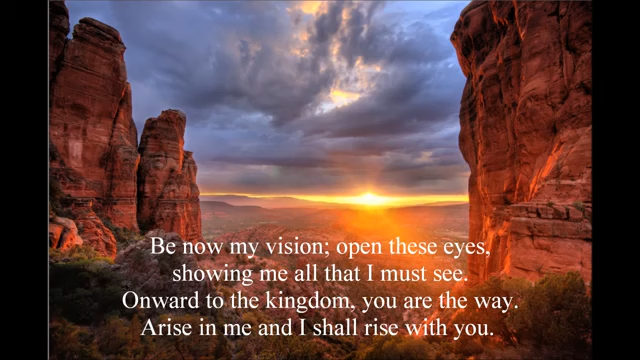 Be now my vision; open these eyes,
showing me all that I must see.
Onward to the kingdom, you are the way.
Arise in me and I shall rise with you.